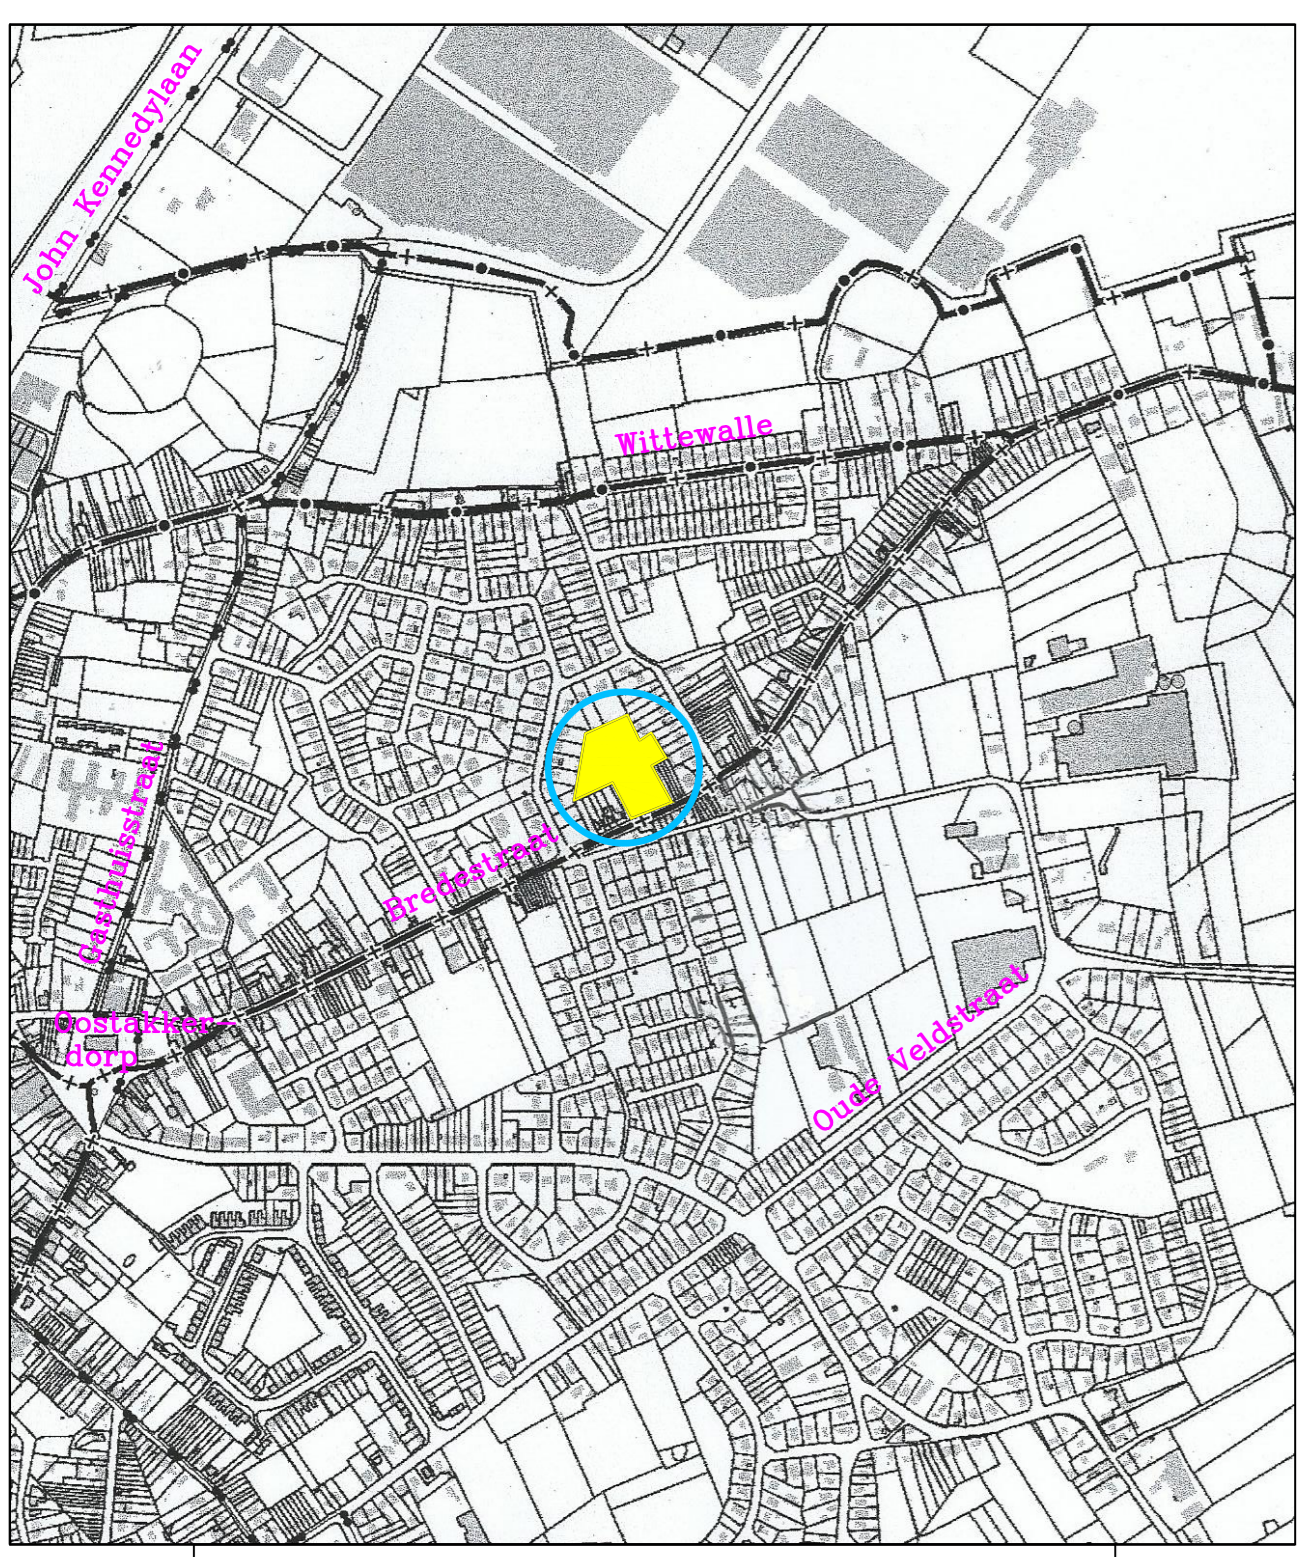 John Kennedylaan
Wittewalle
Gasthuisstraat
Bredestraat
Oostakker-
dorp
Oude Veldstraat